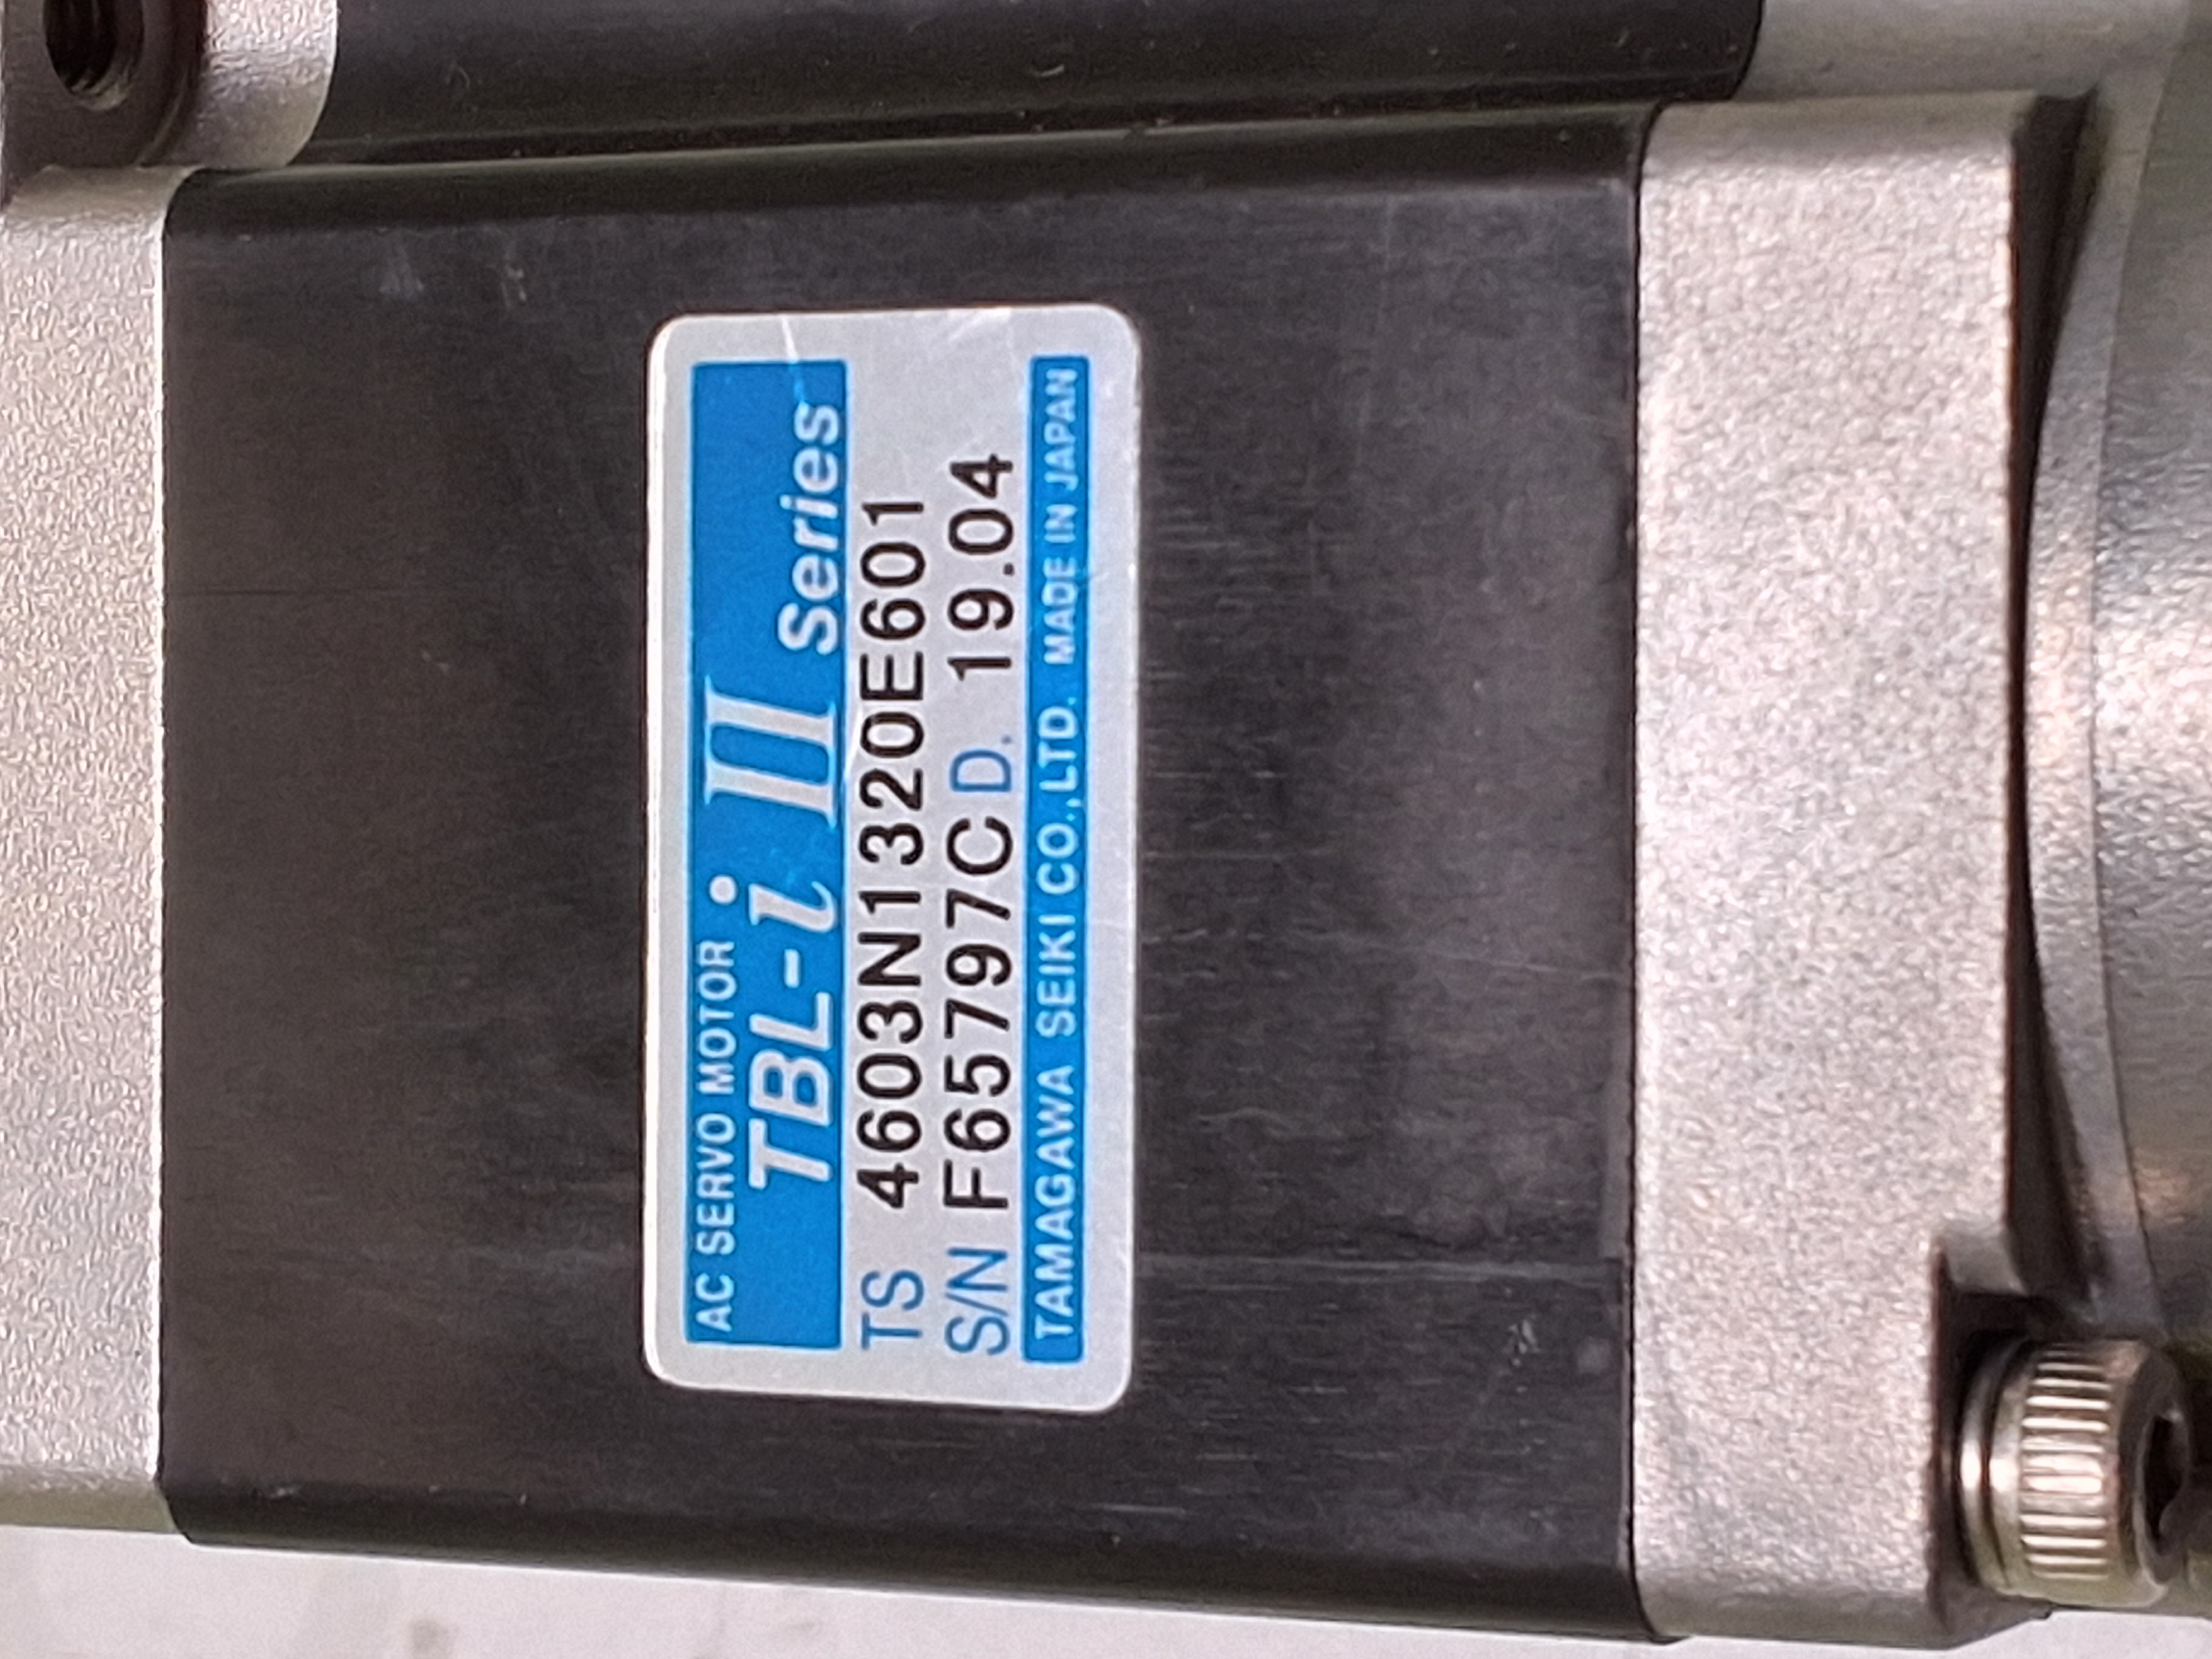 AC SERVO MOTOR
TBL-i II Series
TS 4603N1320E601
S/N F65797C D. 19.04
TAMAGAWA SEIKI CO.,LTD. MADE IN JAPAN